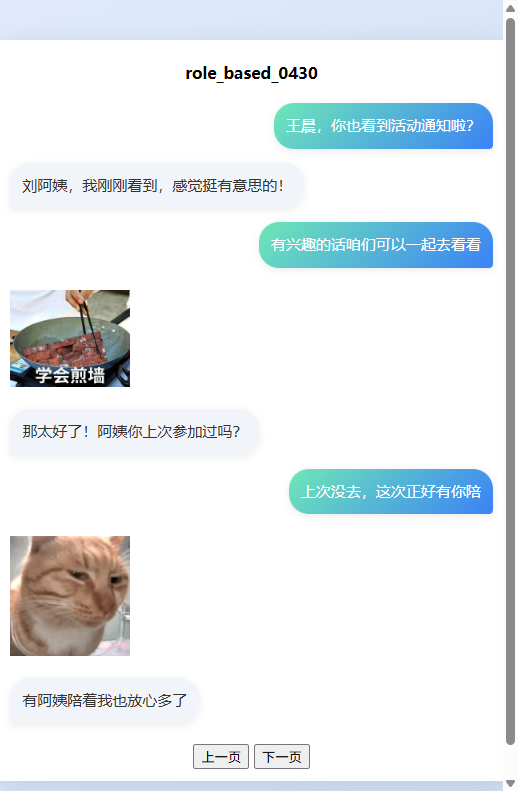 role_based_0430
王晨，你也看到活动通知啦？
刘阿姨，我刚刚看到，感觉挺有意思的！
有兴趣的话咱们可以一起去看看
学会煎墙
那太好了！阿姨你上次参加过吗？
上次没去，这次正好有你陪
有阿姨陪着我也放心多了
上一页 下一页